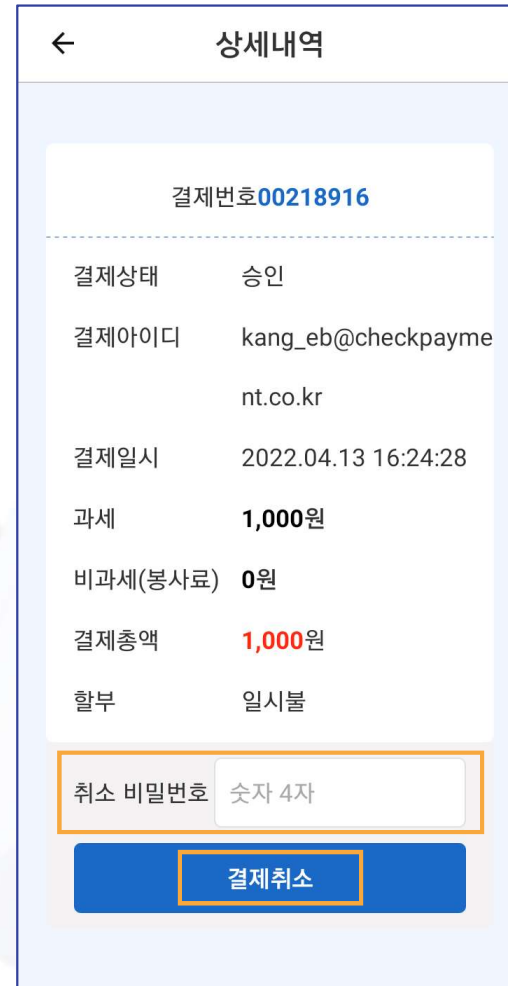 상세내역
결제번호00218916
결제상태 승인
결제아이디 kang_eb@checkpayme
nt.co.kr
결제일시 2022.04.13 16:24:28
과세 1,000원
비과세(봉사료) 0원
결제총액 1,000원
할부 일시불
취소 비밀번호 숫자 4자
결제취소